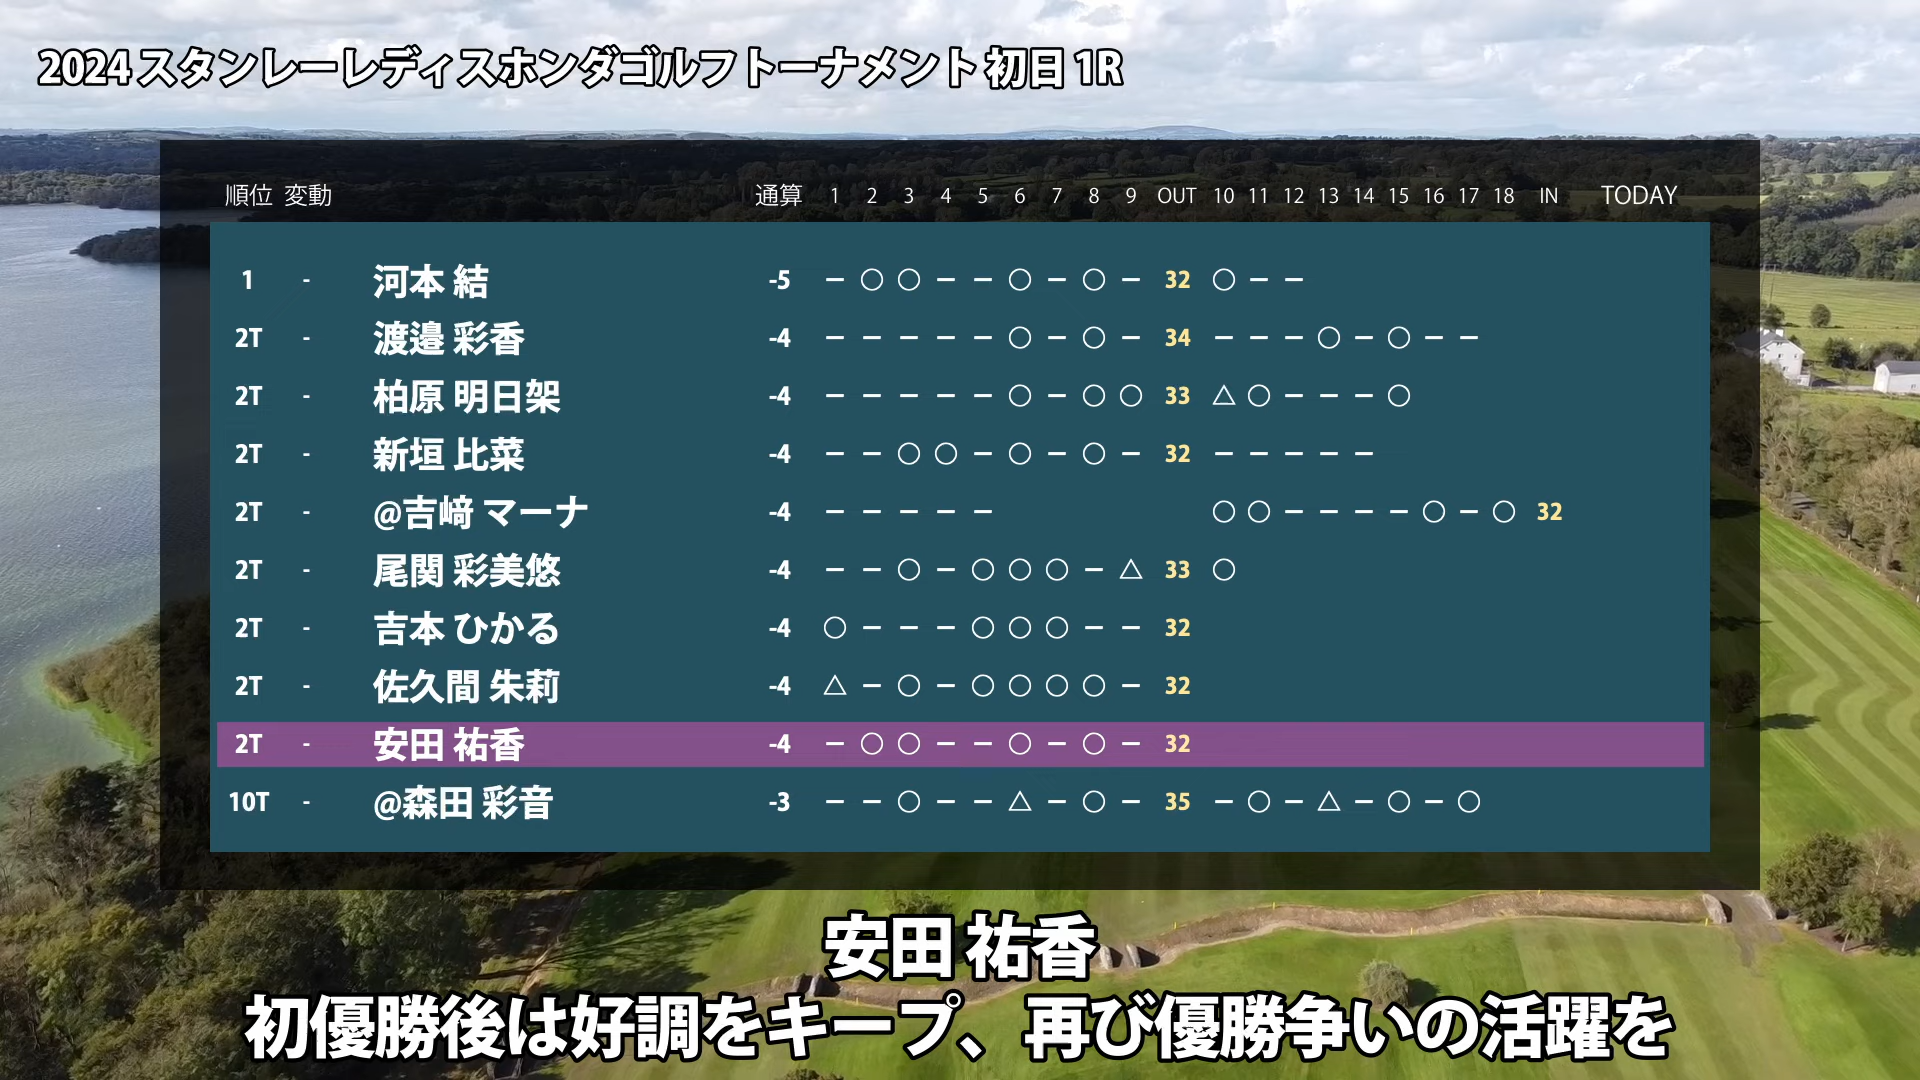 2024 スタンレーレディスホンダゴルフトーナメント 初日 1R
順位 変動 通算 1 2 3 4 5 6 7 8 9 OUT 10 11 12 13 14 15 16 17 18 IN TODAY
1 - 河本 結 -5 − ○ ○ − − ○ − ○ − 32 ○ − −
2T - 渡邉 彩香 -4 − − − − − ○ − ○ − 34 − − − ○ − ○ − −
2T - 柏原 明日架 -4 − − − − − ○ − ○ ○ 33 △ ○ − − − ○
2T - 新垣 比菜 -4 − − ○ ○ − ○ − ○ − 32 − − − − −
2T - @吉﨑 マーナ -4 − − − − − ○ ○ − − − − ○ − ○ 32
2T - 尾関 彩美悠 -4 − − ○ − ○ ○ ○ − △ 33 ○
2T - 吉本 ひかる -4 ○ − − − ○ ○ ○ − − 32
2T - 佐久間 朱莉 -4 △ − ○ − ○ ○ ○ ○ − 32
2T - 安田 祐香 -4 − ○ ○ − − ○ − ○ − 32
10T - @森田 彩音 -3 − − ○ − − △ − ○ − 35 − ○ − △ − ○ − ○
安田 祐香
初優勝後は好調をキープ、再び優勝争いの活躍を